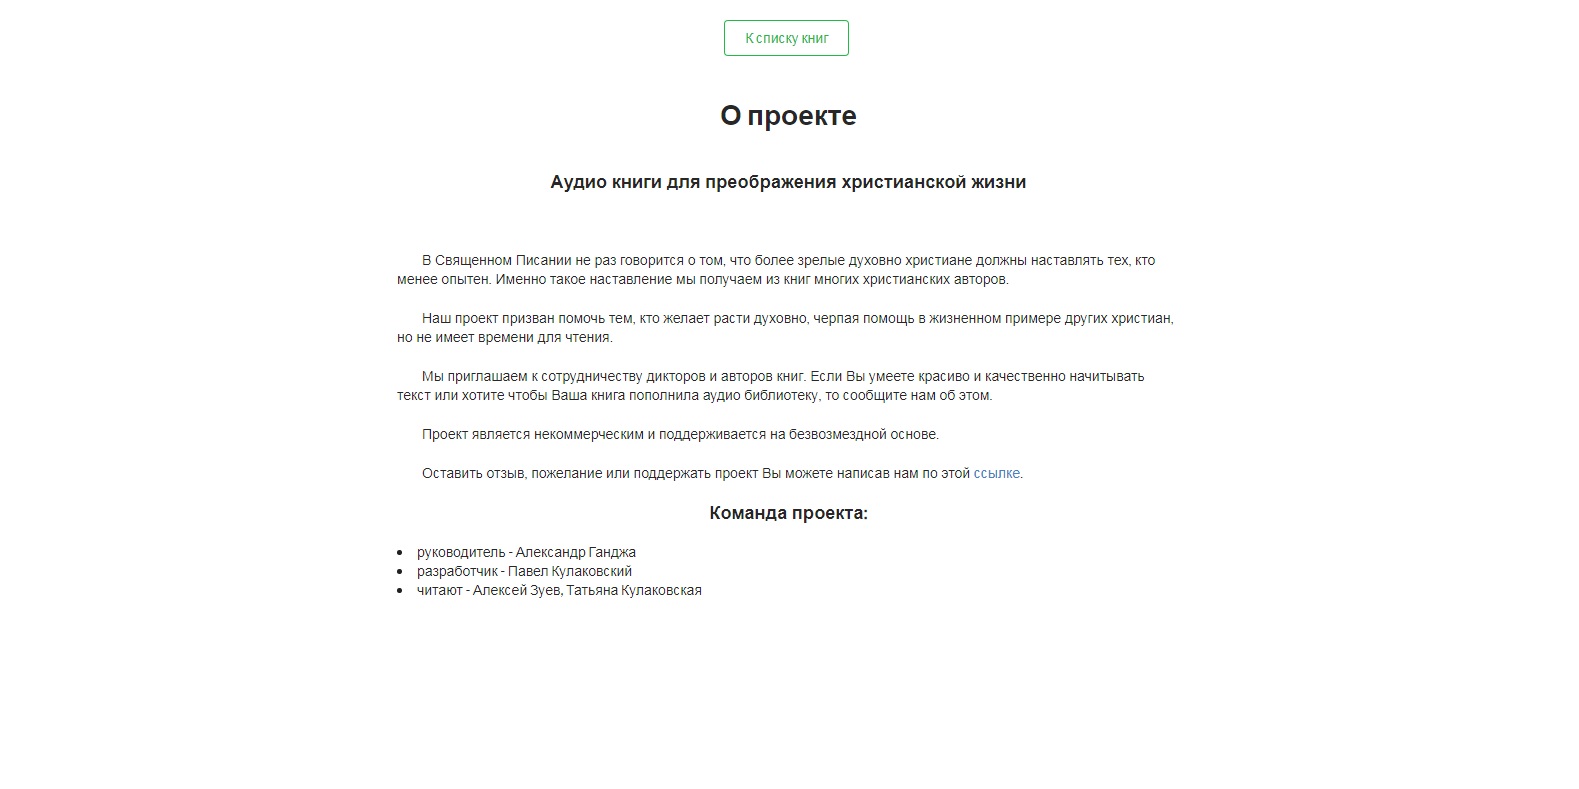 К списку книг
О проекте
Аудио книги для преображения христианской жизни
В Священном Писании не раз говорится о том, что более зрелые духовно христиане должны наставлять тех, кто
менее опытен. Именно такое наставление мы получаем из книг многих христианских авторов.
Наш проект призван помочь тем, кто желает расти духовно, черпая помощь в жизненном примере других христиан,
но не имеет времени для чтения.
Мы приглашаем к сотрудничеству дикторов и авторов книг. Если Вы умеете красиво и качественно начитывать
текст или хотите чтобы Ваша книга пополнила аудио библиотеку, то сообщите нам об этом.
Проект является некоммерческим и поддерживается на безвозмездной основе.
Оставить отзыв, пожелание или поддержать проект Вы можете написав нам по этой ссылке.
Команда проекта:
• руководитель - Александр Ганджа
• разработчик - Павел Кулаковский
• читают - Алексей Зуев, Татьяна Кулаковская